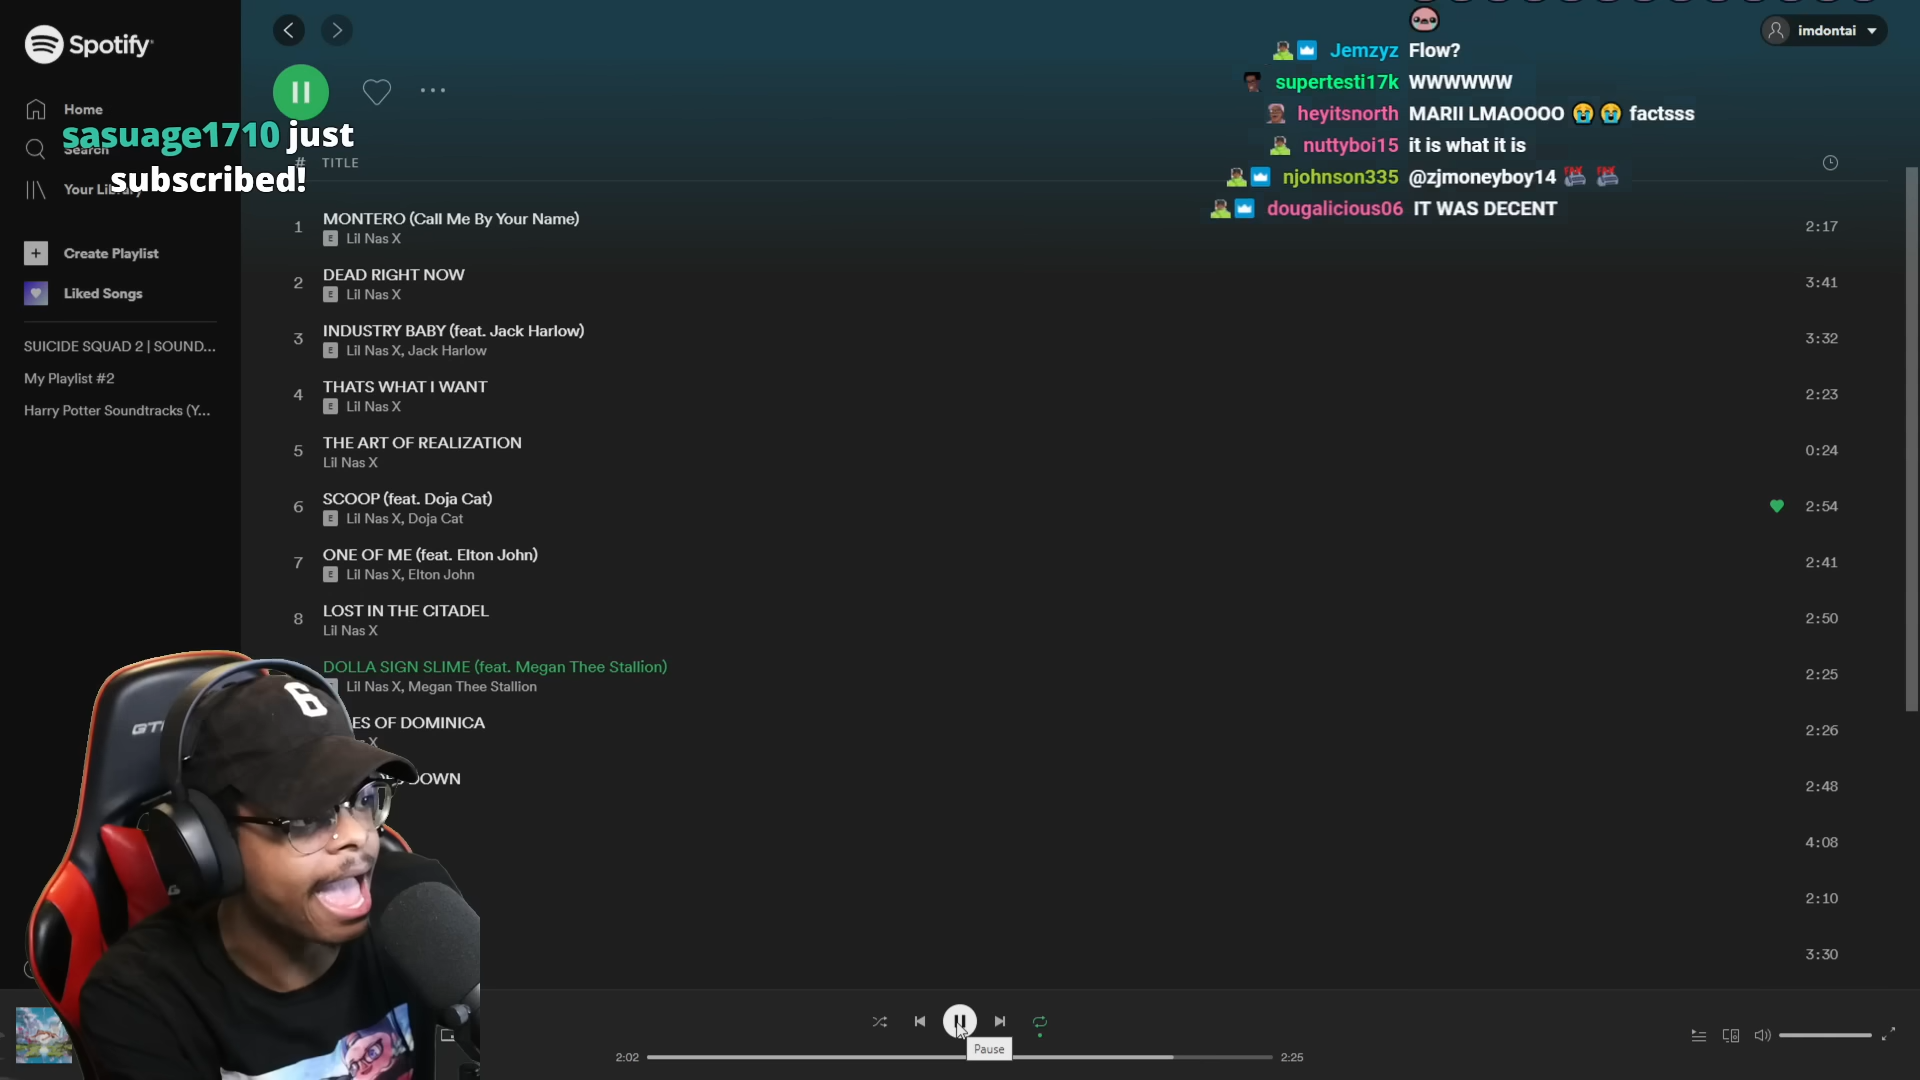 Spotify
imdontai
Home
Search
Your Library
Create Playlist
Liked Songs
SUICIDE SQUAD 2 | SOUND...
My Playlist #2
Harry Potter Soundtracks (Y...
sasuage1710 just
subscribed!
Jemzyz Flow?
supertesti17k WWWWWW
heyitsnorth MARII LMAOOOO factsss
nuttyboi15 it is what it is
njohnson335 @zjmoneyboy14
dougalicious06 IT WAS DECENT
# TITLE
1 MONTERO (Call Me By Your Name) 2:17
E Lil Nas X
2 DEAD RIGHT NOW 3:41
E Lil Nas X
3 INDUSTRY BABY (feat. Jack Harlow) 3:32
E Lil Nas X, Jack Harlow
4 THATS WHAT I WANT 2:23
E Lil Nas X
5 THE ART OF REALIZATION 0:24
Lil Nas X
6 SCOOP (feat. Doja Cat) 2:54
E Lil Nas X, Doja Cat
7 ONE OF ME (feat. Elton John) 2:41
E Lil Nas X, Elton John
8 LOST IN THE CITADEL 2:50
Lil Nas X
DOLLA SIGN SLIME (feat. Megan Thee Stallion) 2:25
Lil Nas X, Megan Thee Stallion
ES OF DOMINICA 2:26
X
DOWN 2:48
4:08
2:10
3:30
6
GT
2:02
2:25
Pause